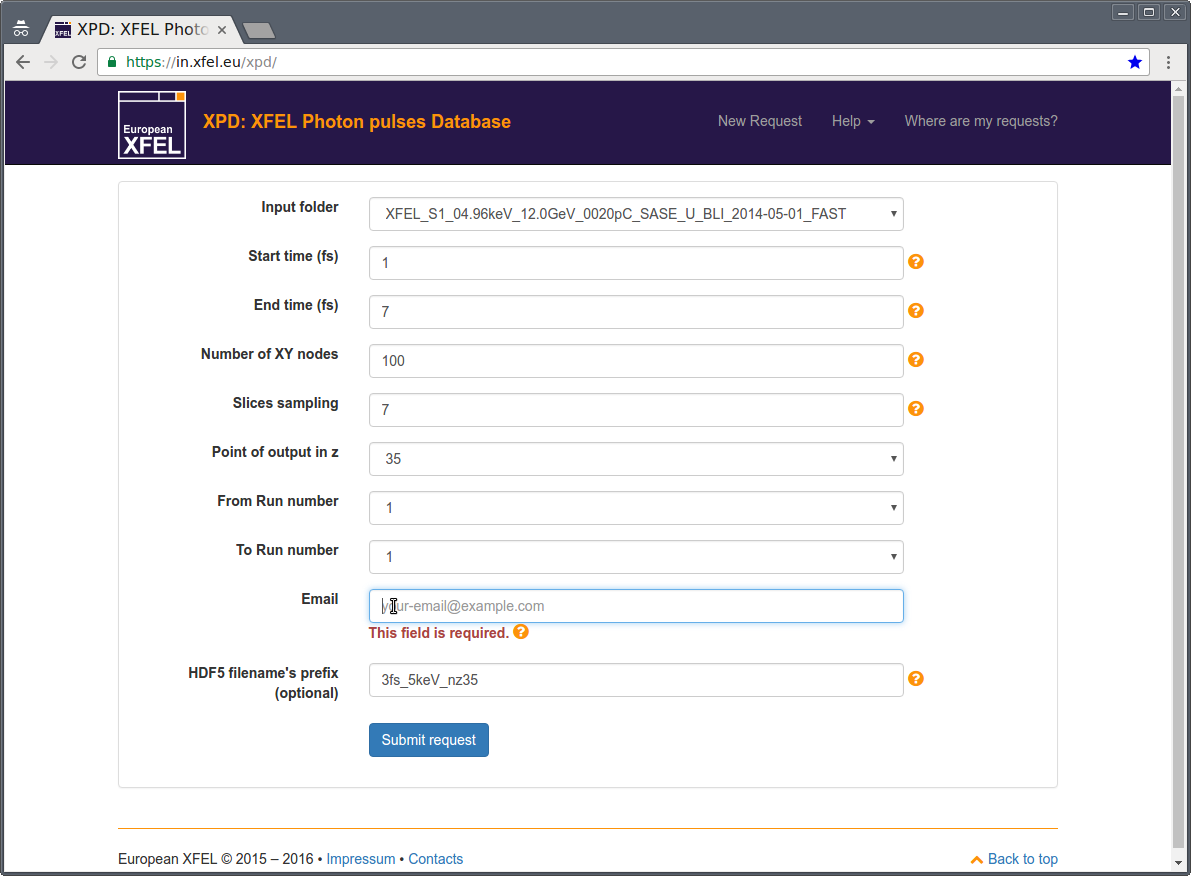 XPD: XFEL Photo
https://in.xfel.eu/xpd/
European
XFEL
XPD: XFEL Photon pulses Database
New Request
Help
Where are my requests?
Input folder
XFEL_S1_04.96keV_12.0GeV_0020pC_SASE_U_BLI_2014-05-01_FAST
Start time (fs)
1
End time (fs)
7
Number of XY nodes
100
Slices sampling
7
Point of output in z
35
From Run number
1
To Run number
1
Email
your-email@example.com
This field is required.
HDF5 filename's prefix
(optional)
3fs_5keV_nz35
Submit request
European XFEL © 2015 – 2016 • Impressum • Contacts
Back to top